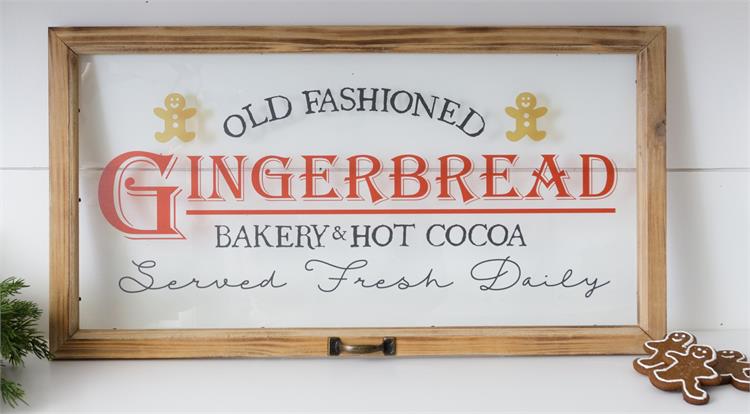 OLD FASHIONED
GINGERBREAD
BAKERY & HOT COCOA
Served Fresh Daily